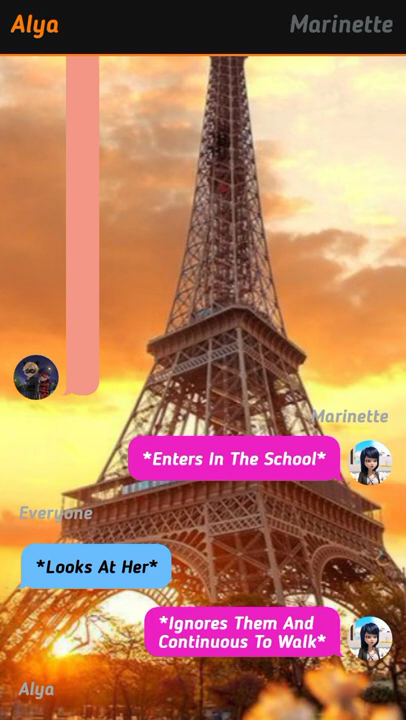 Alya
Marinette
Marinette
*Enters In The School*
Everyone
*Looks At Her*
*Ignores Them And
Continuous To Walk*
Alya